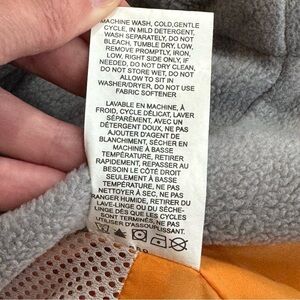 MACHINE WASH, COLD,GENTLE
CYCLE, IN MILD DETERGENT,
WASH SEPARATELY, DO NOT
BLEACH, TUMBLE DRY, LOW,
REMOVE PROMPTLY, IRON,
LOW, RIGHT SIDE ONLY, IF
NEEDED, DO NOT DRY CLEAN,
DO NOT STORE WET, DO NOT
ALLOW TO SIT IN
WASHER/DRYER, DO NOT USE
FABRIC SOFTENER
LAVABLE EN MACHINE, À
FROID, CYCLE DÉLICAT, LAVER
SÉPARÉMENT, AVEC UN
DÉTERGENT DOUX, NE PAS
AJOUTER D'AGENT DE
BLANCHIMENT, SÉCHER EN
MACHINE À BASSE
TEMPÉRATURE, RETIRER
RAPIDEMENT, REPASSER AU
BESOIN LE CÔTÉ DROIT
SEULEMENT À BASSE
TEMPÉRATURE, NE PAS
NETTOYER À SEC, NE PAS
RANGER HUMIDE, RETIRER DU
LAVE-LINGE OU DU SÈCHE-
LINGE DÈS QUE LES CYCLES
SONT TERMINÉS, NE PAS
UTILISER D'ASSOUPLISSANT.